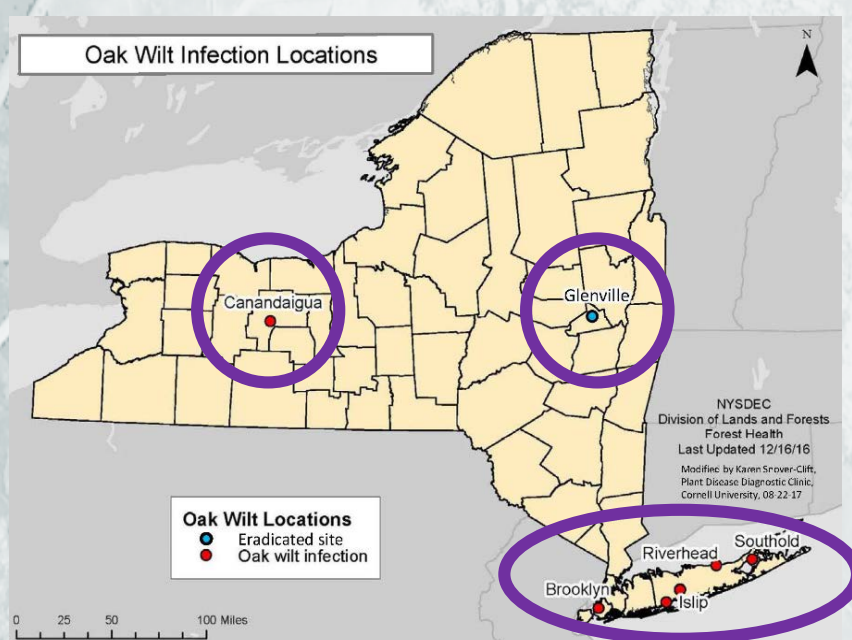 Oak Wilt Infection Locations
N
Canandaigua
Glenville
NYSDEC
Division of Lands and Forests
Forest Health
Last Updated 12/16/16
Modified by Karen Snover-Clift,
Plant Disease Diagnostic Clinic,
Cornell University, 08-22-17
Oak Wilt Locations
Eradicated site
Oak wilt infection
Southold
Riverhead
Brooklyn
Islip
0 25 50 100 Miles